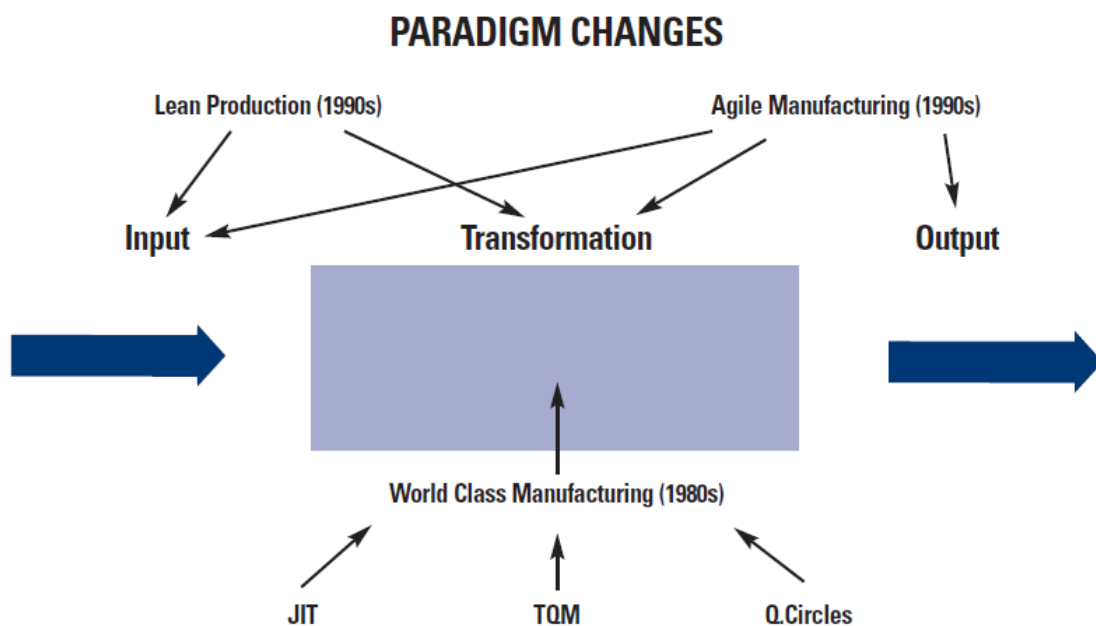 PARADIGM CHANGES
Lean Production (1990s)
Agile Manufacturing (1990s)
Input
Transformation
Output
World Class Manufacturing (1980s)
JIT
TQM
Q.Circles